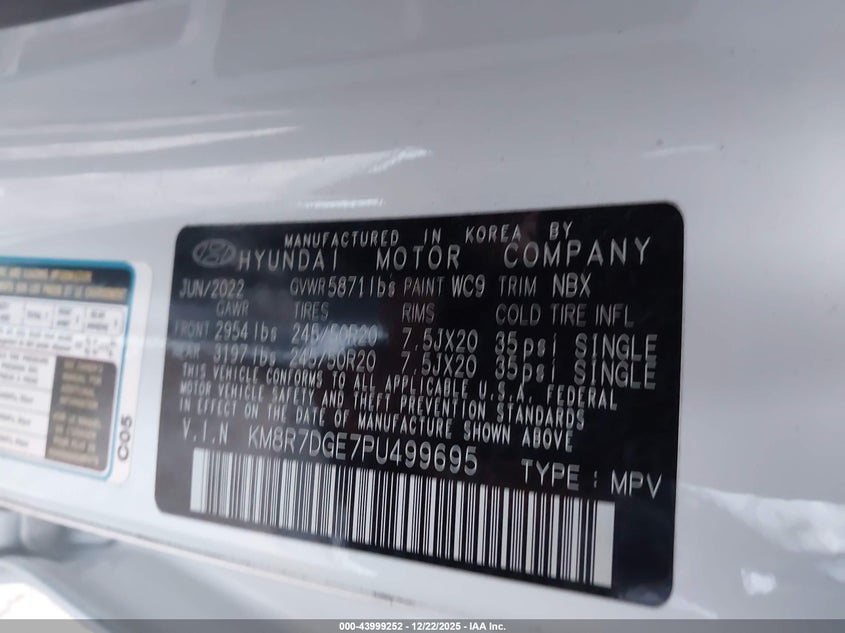 MANUFACTURED IN KOREA BY
HYUNDAI MOTOR COMPANY
JUN/2022 GVWR 5871lbs PAINT WC9 TRIM NBX
GAWR TIRES RIMS COLD TIRE INFL
FRONT 2954lbs 245/50R20 7.5JX20 35psi SINGLE
REAR 3197lbs 245/50R20 7.5JX20 35psi SINGLE
THIS VEHICLE CONFORMS TO ALL APPLICABLE U.S.A. FEDERAL
MOTOR VEHICLE SAFETY AND THEFT PREVENTION STANDARDS
IN EFFECT ON THE DATE OF MANUFACTURE SHOWN ABOVE
V.I.N KM8R7DGE7PU499695
TYPE : MPV
C05
000-43999252 - 12/22/2025 - IAA Inc.